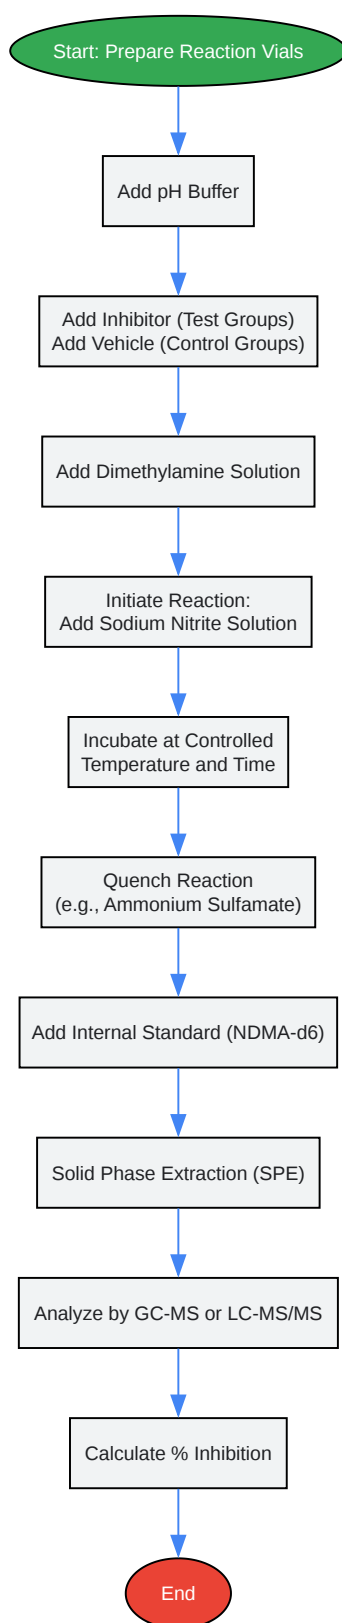 Start: Prepare Reaction Vials
Add pH Buffer
Add Inhibitor (Test Groups)
Add Vehicle (Control Groups)
Add Dimethylamine Solution
Initiate Reaction:
Add Sodium Nitrite Solution
Incubate at Controlled
Temperature and Time
Quench Reaction
(e.g., Ammonium Sulfamate)
Add Internal Standard (NDMA-d6)
Solid Phase Extraction (SPE)
Analyze by GC-MS or LC-MS/MS
Calculate % Inhibition
End